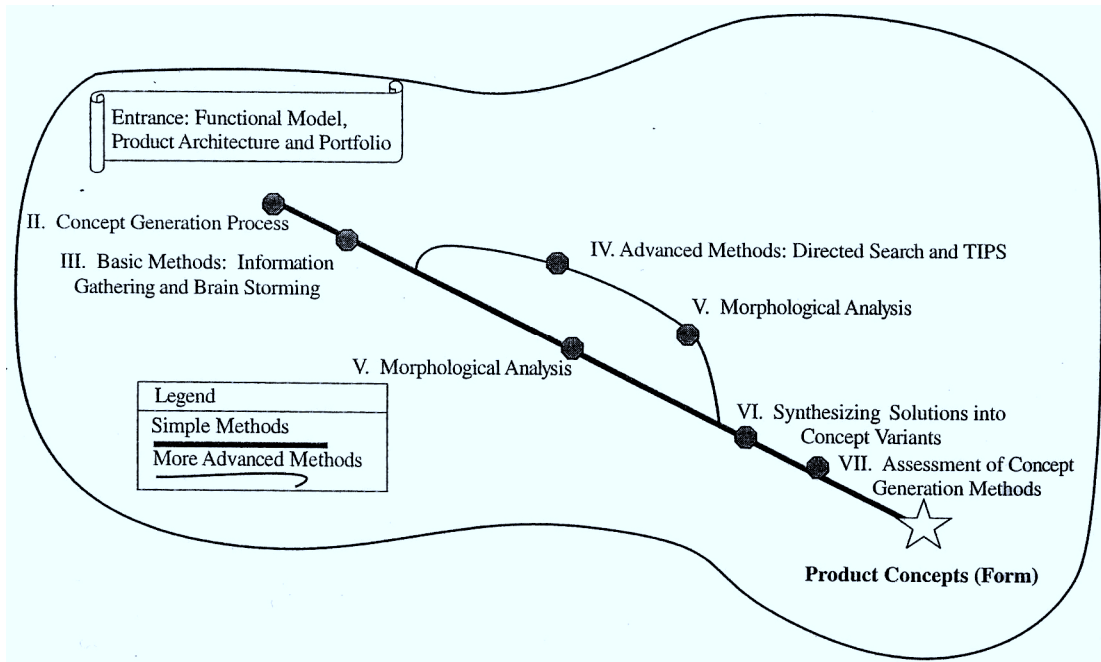 Entrance: Functional Model,
Product Architecture and Portfolio
II. Concept Generation Process
III. Basic Methods: Information
Gathering and Brain Storming
IV. Advanced Methods: Directed Search and TIPS
V. Morphological Analysis
V. Morphological Analysis
Legend
Simple Methods
More Advanced Methods
VI. Synthesizing Solutions into
Concept Variants
VII. Assessment of Concept
Generation Methods
Product Concepts (Form)